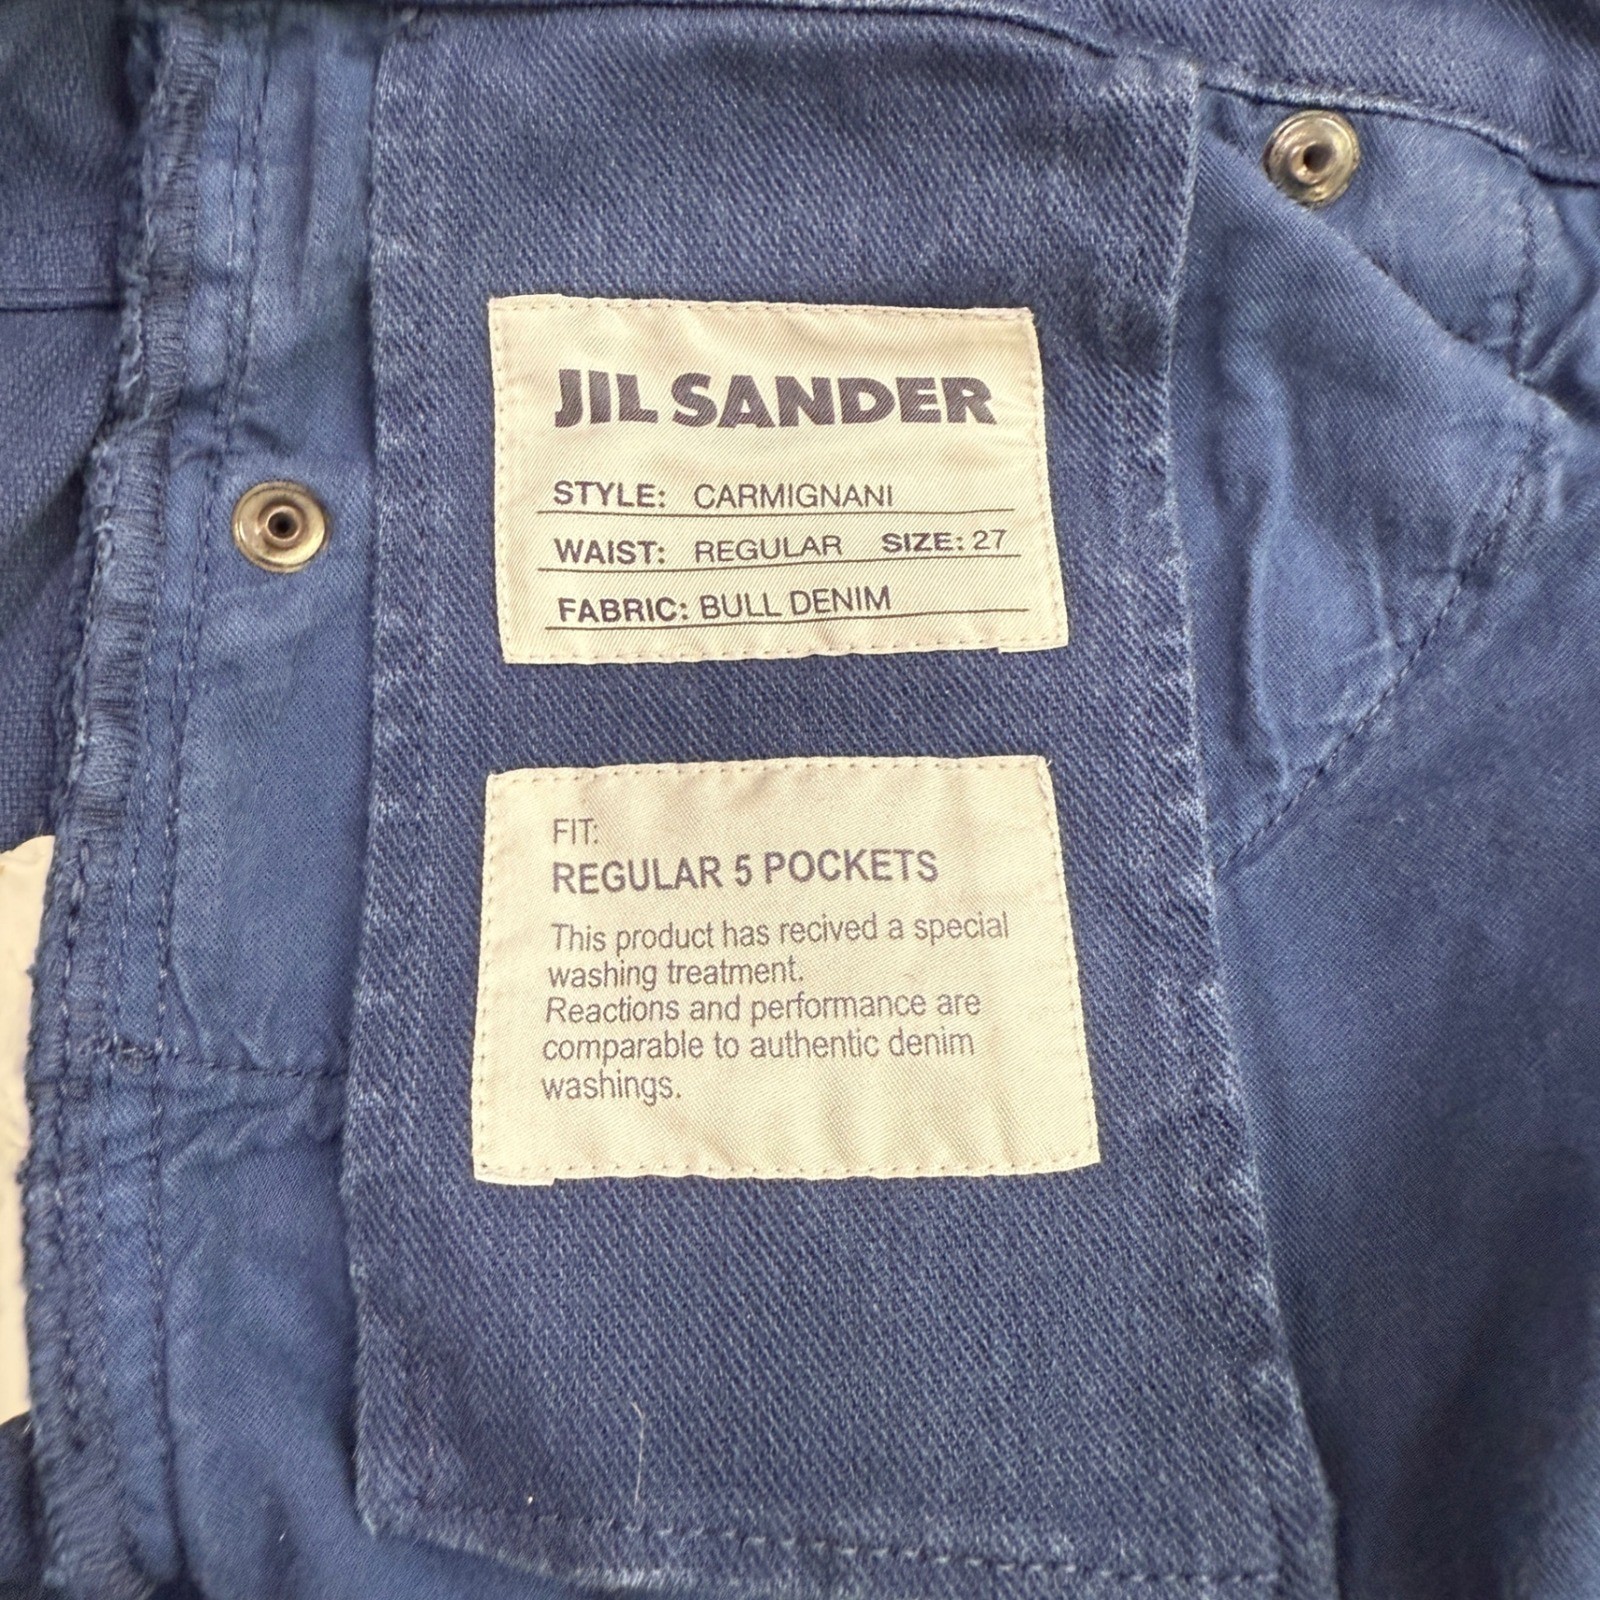 JIL SANDER
STYLE: CARMIGNANI
WAIST: REGULAR SIZE: 27
FABRIC: BULL DENIM
FIT:
REGULAR 5 POCKETS
This product has recived a special
washing treatment.
Reactions and performance are
comparable to authentic denim
washings.